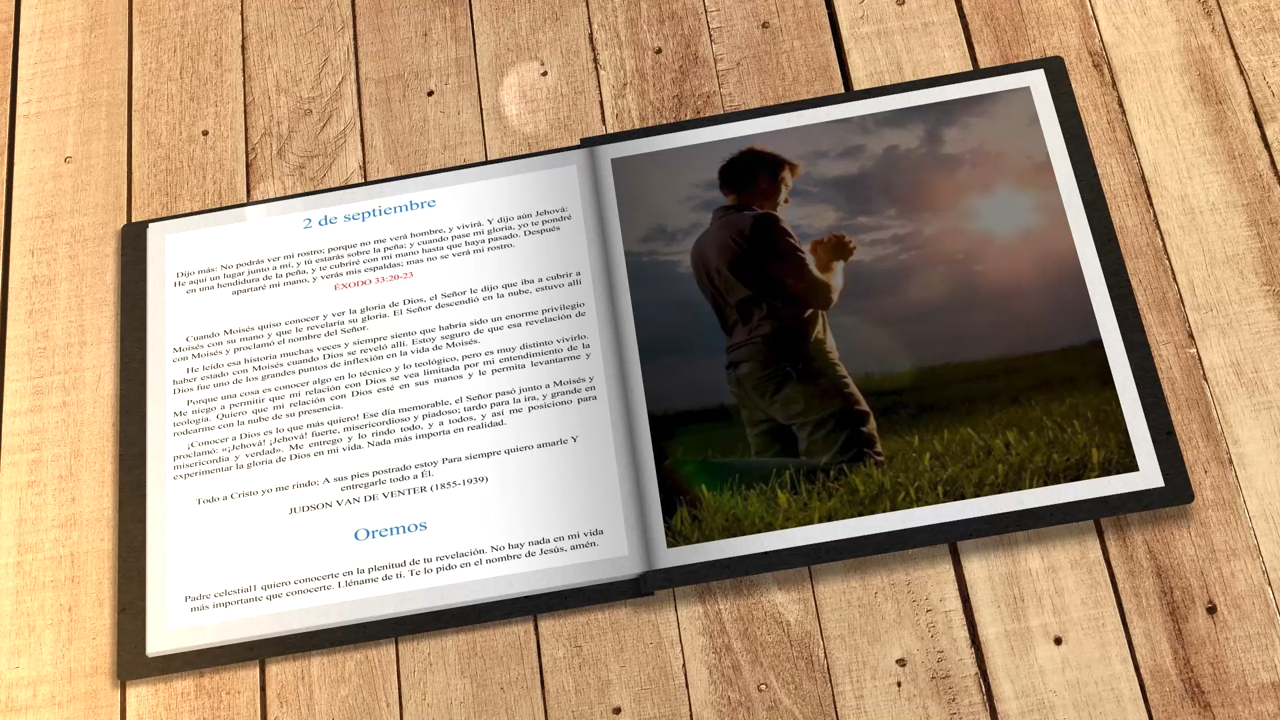 2 de septiembre
Dijo más: No podrás ver mi rostro; porque no me verá hombre, y vivirá. Y dijo aún Jehová:
He aquí un lugar junto a mí, y tú estarás sobre la peña; y cuando pase mi gloria, yo te pondré
en una hendidura de la peña, y te cubriré con mi mano hasta que haya pasado. Después
apartaré mi mano, y verás mis espaldas; mas no se verá mi rostro.
ÉXODO 33:20-23
Cuando Moisés quiso conocer y ver la gloria de Dios, el Señor le dijo que iba a cubrir a
Moisés con su mano y que le revelaría su gloria. El Señor descendió en la nube, estuvo allí
con Moisés y proclamó el nombre del Señor.
He leído esa historia muchas veces y siempre siento que habría sido un enorme privilegio
haber estado con Moisés cuando Dios se reveló allí. Estoy seguro de que esa revelación de
Dios fue uno de los grandes puntos de inflexión en la vida de Moisés.
Porque una cosa es conocer algo en lo técnico y lo teológico, pero es muy distinto vivirlo.
Me niego a permitir que mi relación con Dios se vea limitada por mi entendimiento de la
teología. Quiero que mi relación con Dios esté en sus manos y le permita levantarme y
rodearme con la nube de su presencia.
¡Conocer a Dios es lo que más quiero! Ese día memorable, el Señor pasó junto a Moisés y
proclamó: «¡Jehová! ¡Jehová! fuerte, misericordioso y piadoso; tardo para la ira, y grande en
misericordia y verdad». Me entrego y lo rindo todo, y a todos, y así me posiciono para
experimentar la gloria de Dios en mi vida. Nada más importa en realidad.
Todo a Cristo yo me rindo; A sus pies postrado estoy Para siempre quiero amarle Y
entregarle todo a Él.
JUDSON VAN DE VENTER (1855-1939)
Oremos
Padre celestial1 quiero conocerte en la plenitud de tu revelación. No hay nada en mi vida
más importante que conocerte. Lléname de ti. Te lo pido en el nombre de Jesús, amén.